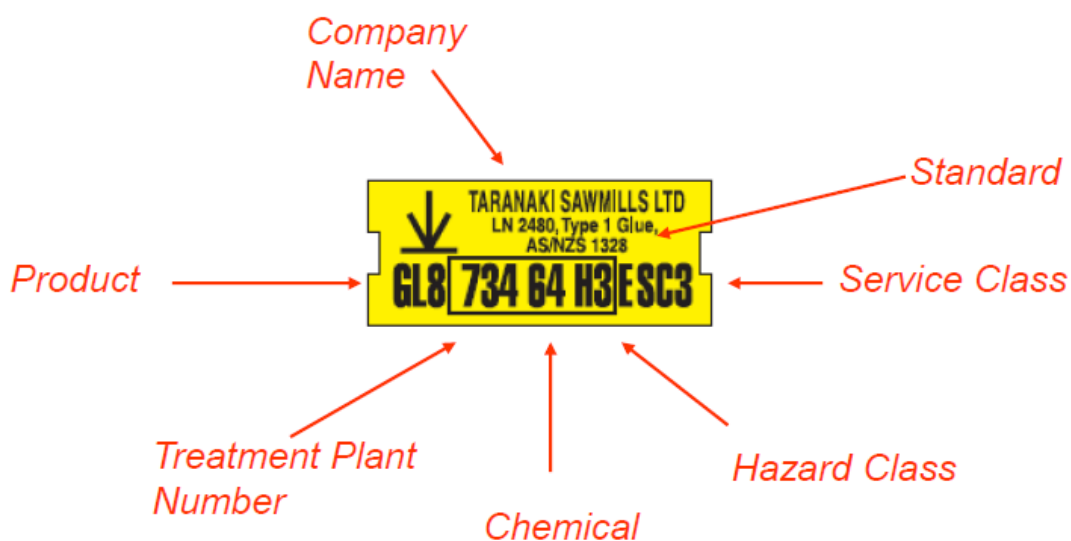 Company
Name
Standard
TARANAKI SAWMILLS LTD
LN 2480, Type 1 Glue,
AS/NZS 1328
Product
GL8 734 64 H3 E SC3
Service Class
Treatment Plant
Number
Hazard Class
Chemical